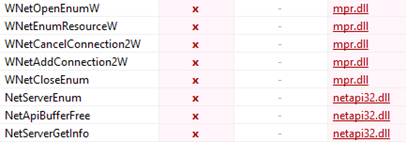 WNetOpenEnumW x - mpr.dll
WNetEnumResourceW x - mpr.dll
WNetCancelConnection2W x - mpr.dll
WNetAddConnection2W x - mpr.dll
WNetCloseEnum x - mpr.dll
NetServerEnum x - netapi32.dll
NetApiBufferFree x - netapi32.dll
NetServerGetInfo x - netapi32.dll